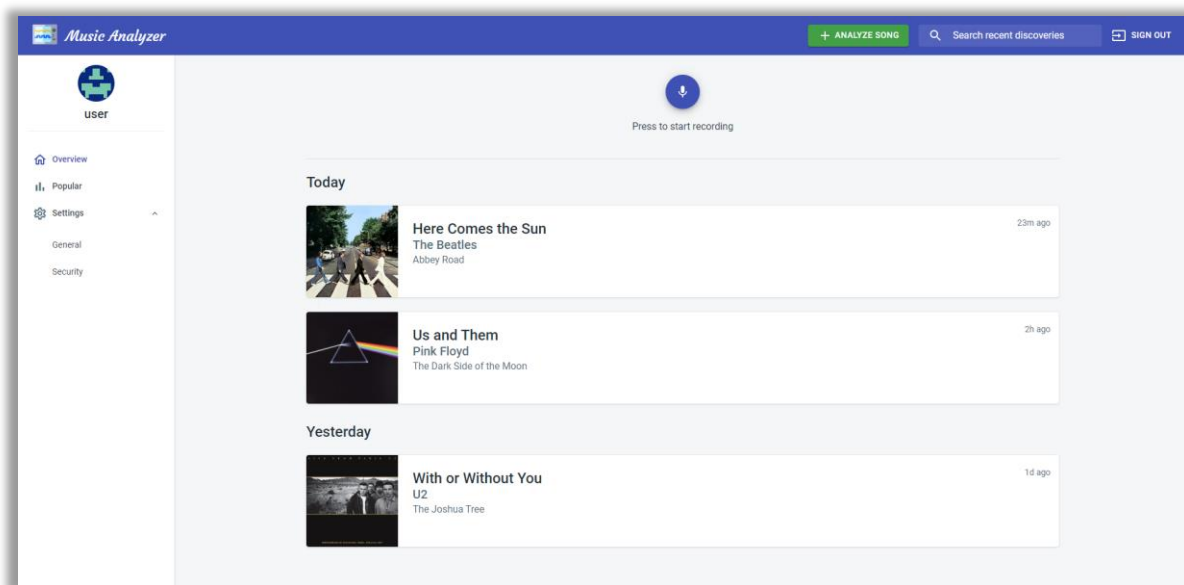 Music Analyzer
+ ANALYZE SONG
Search recent discoveries
SIGN OUT
user
Overview
Popular
Settings
General
Security
Press to start recording
Today
Here Comes the Sun
23m ago
The Beatles
Abbey Road
Us and Them
2h ago
Pink Floyd
The Dark Side of the Moon
Yesterday
With or Without You
1d ago
U2
The Joshua Tree